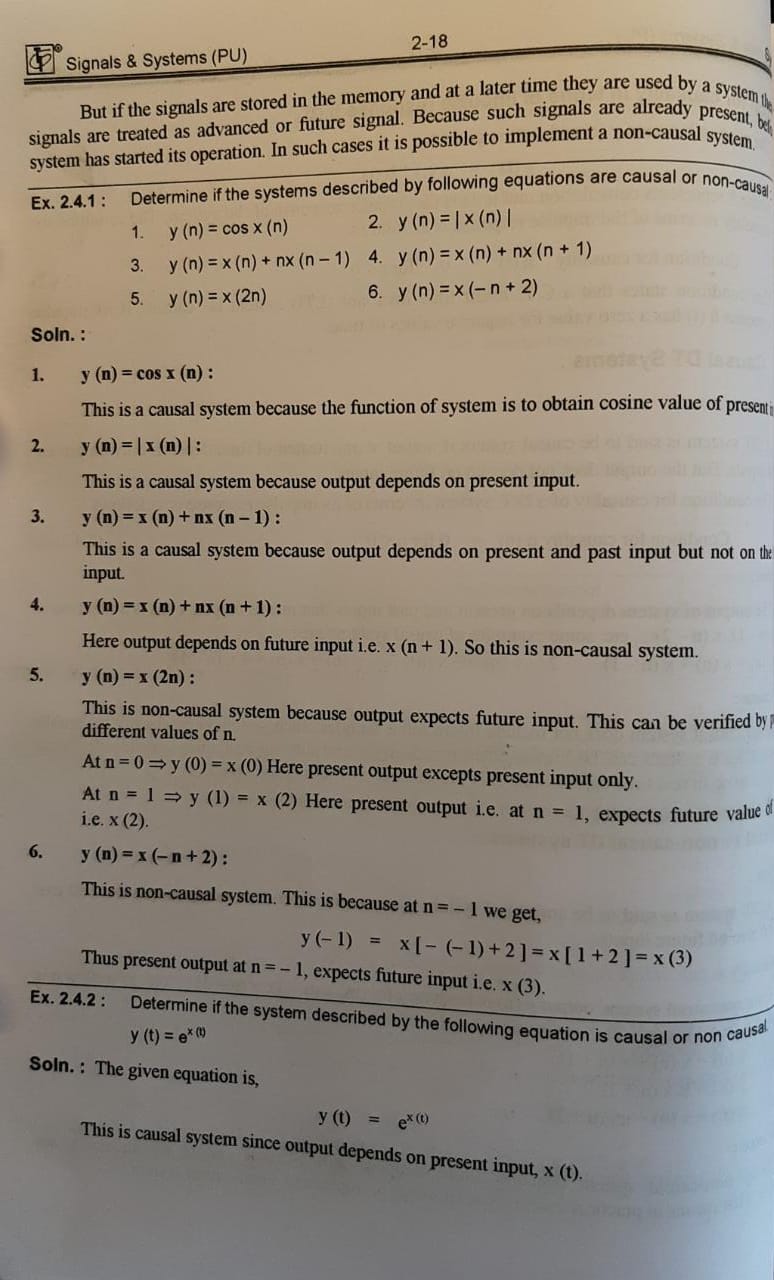 2-18
Signals & Systems (PU)
But if the signals are stored in the memory and at a later time they are used by a system the
signals are treated as advanced or future signal. Because such signals are already present,
system has started its operation. In such cases it is possible to implement a non-causal system.
Ex. 2.4.1 : Determine if the systems described by following equations are causal or non-causal
1. y (n) = cos x (n) 2. y (n) = | x (n) |
3. y (n) = x (n) + nx (n – 1) 4. y (n) = x (n) + nx (n + 1)
5. y (n) = x (2n) 6. y (n) = x (– n + 2)
Soln. :
1. y (n) = cos x (n) :
This is a causal system because the function of system is to obtain cosine value of present
2. y (n) = | x (n) | :
This is a causal system because output depends on present input.
3. y (n) = x (n) + nx (n – 1) :
This is a causal system because output depends on present and past input but not on the
input.
4. y (n) = x (n) + nx (n + 1) :
Here output depends on future input i.e. x (n + 1). So this is non-causal system.
5. y (n) = x (2n) :
This is non-causal system because output expects future input. This can be verified by
different values of n.
At n = 0 ⇒ y (0) = x (0) Here present output excepts present input only.
At n = 1 ⇒ y (1) = x (2) Here present output i.e. at n = 1, expects future value of
i.e. x (2).
6. y (n) = x (– n + 2) :
This is non-causal system. This is because at n = – 1 we get,
y (– 1) = x [ – (– 1) + 2 ] = x [ 1 + 2 ] = x (3)
Thus present output at n = – 1, expects future input i.e. x (3).
Ex. 2.4.2 : Determine if the system described by the following equation is causal or non causal
y (t) = e^x (t)
Soln. : The given equation is,
y (t) = e^x (t)
This is causal system since output depends on present input, x (t).